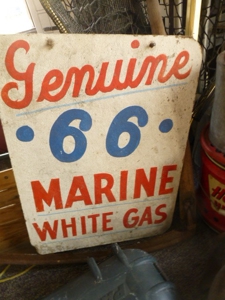 Genuine
• 66 •
MARINE
WHITE GAS